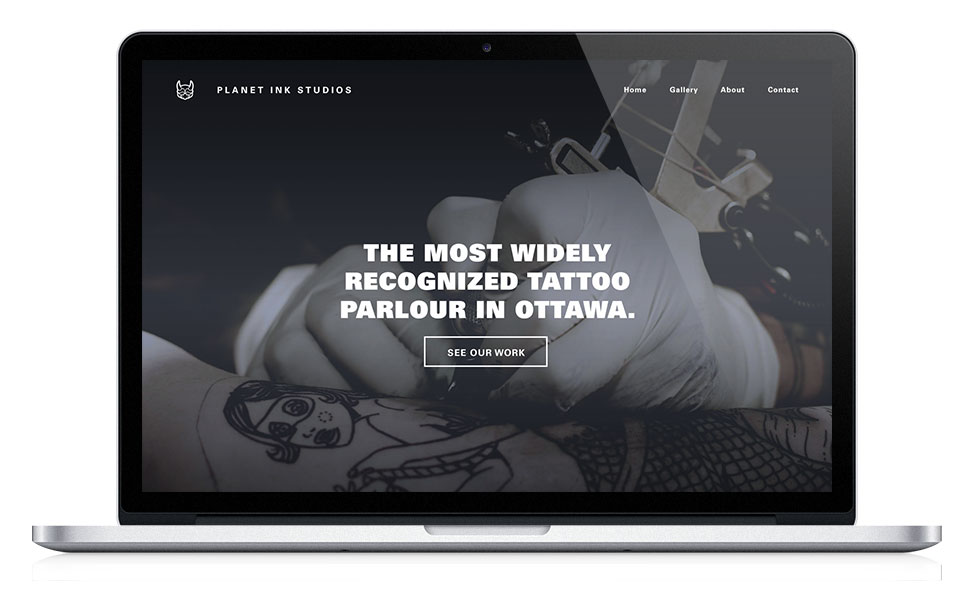 PLANET INK STUDIOS
Home Gallery About Contact
THE MOST WIDELY
RECOGNIZED TATTOO
PARLOUR IN OTTAWA.
SEE OUR WORK